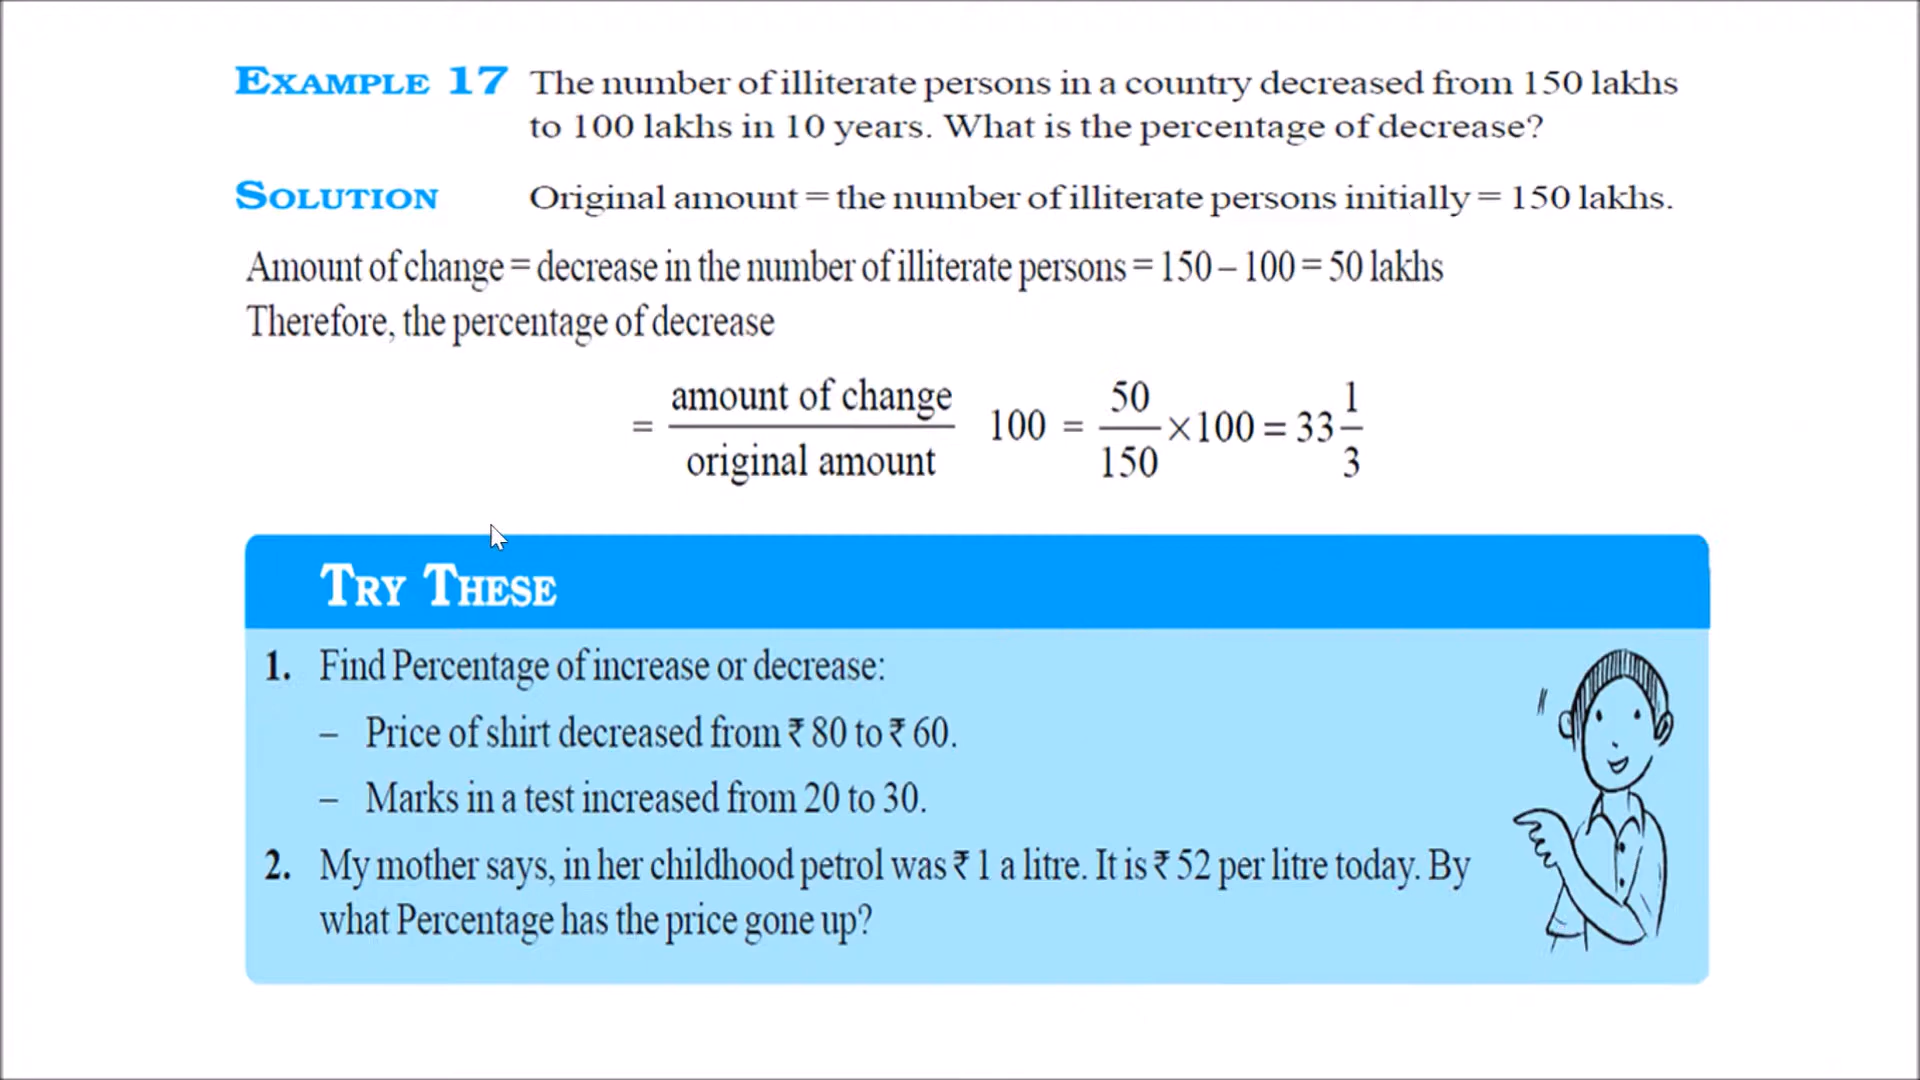 EXAMPLE 17 The number of illiterate persons in a country decreased from 150 lakhs
to 100 lakhs in 10 years. What is the percentage of decrease?
SOLUTION Original amount = the number of illiterate persons initially = 150 lakhs.
Amount of change = decrease in the number of illiterate persons = 150 – 100 = 50 lakhs
Therefore, the percentage of decrease
= amount of change / original amount 100 = 50/150 ×100 = 33 1/3
TRY THESE
1. Find Percentage of increase or decrease:
– Price of shirt decreased from ₹ 80 to ₹ 60.
– Marks in a test increased from 20 to 30.
2. My mother says, in her childhood petrol was ₹ 1 a litre. It is ₹ 52 per litre today. By
what Percentage has the price gone up?